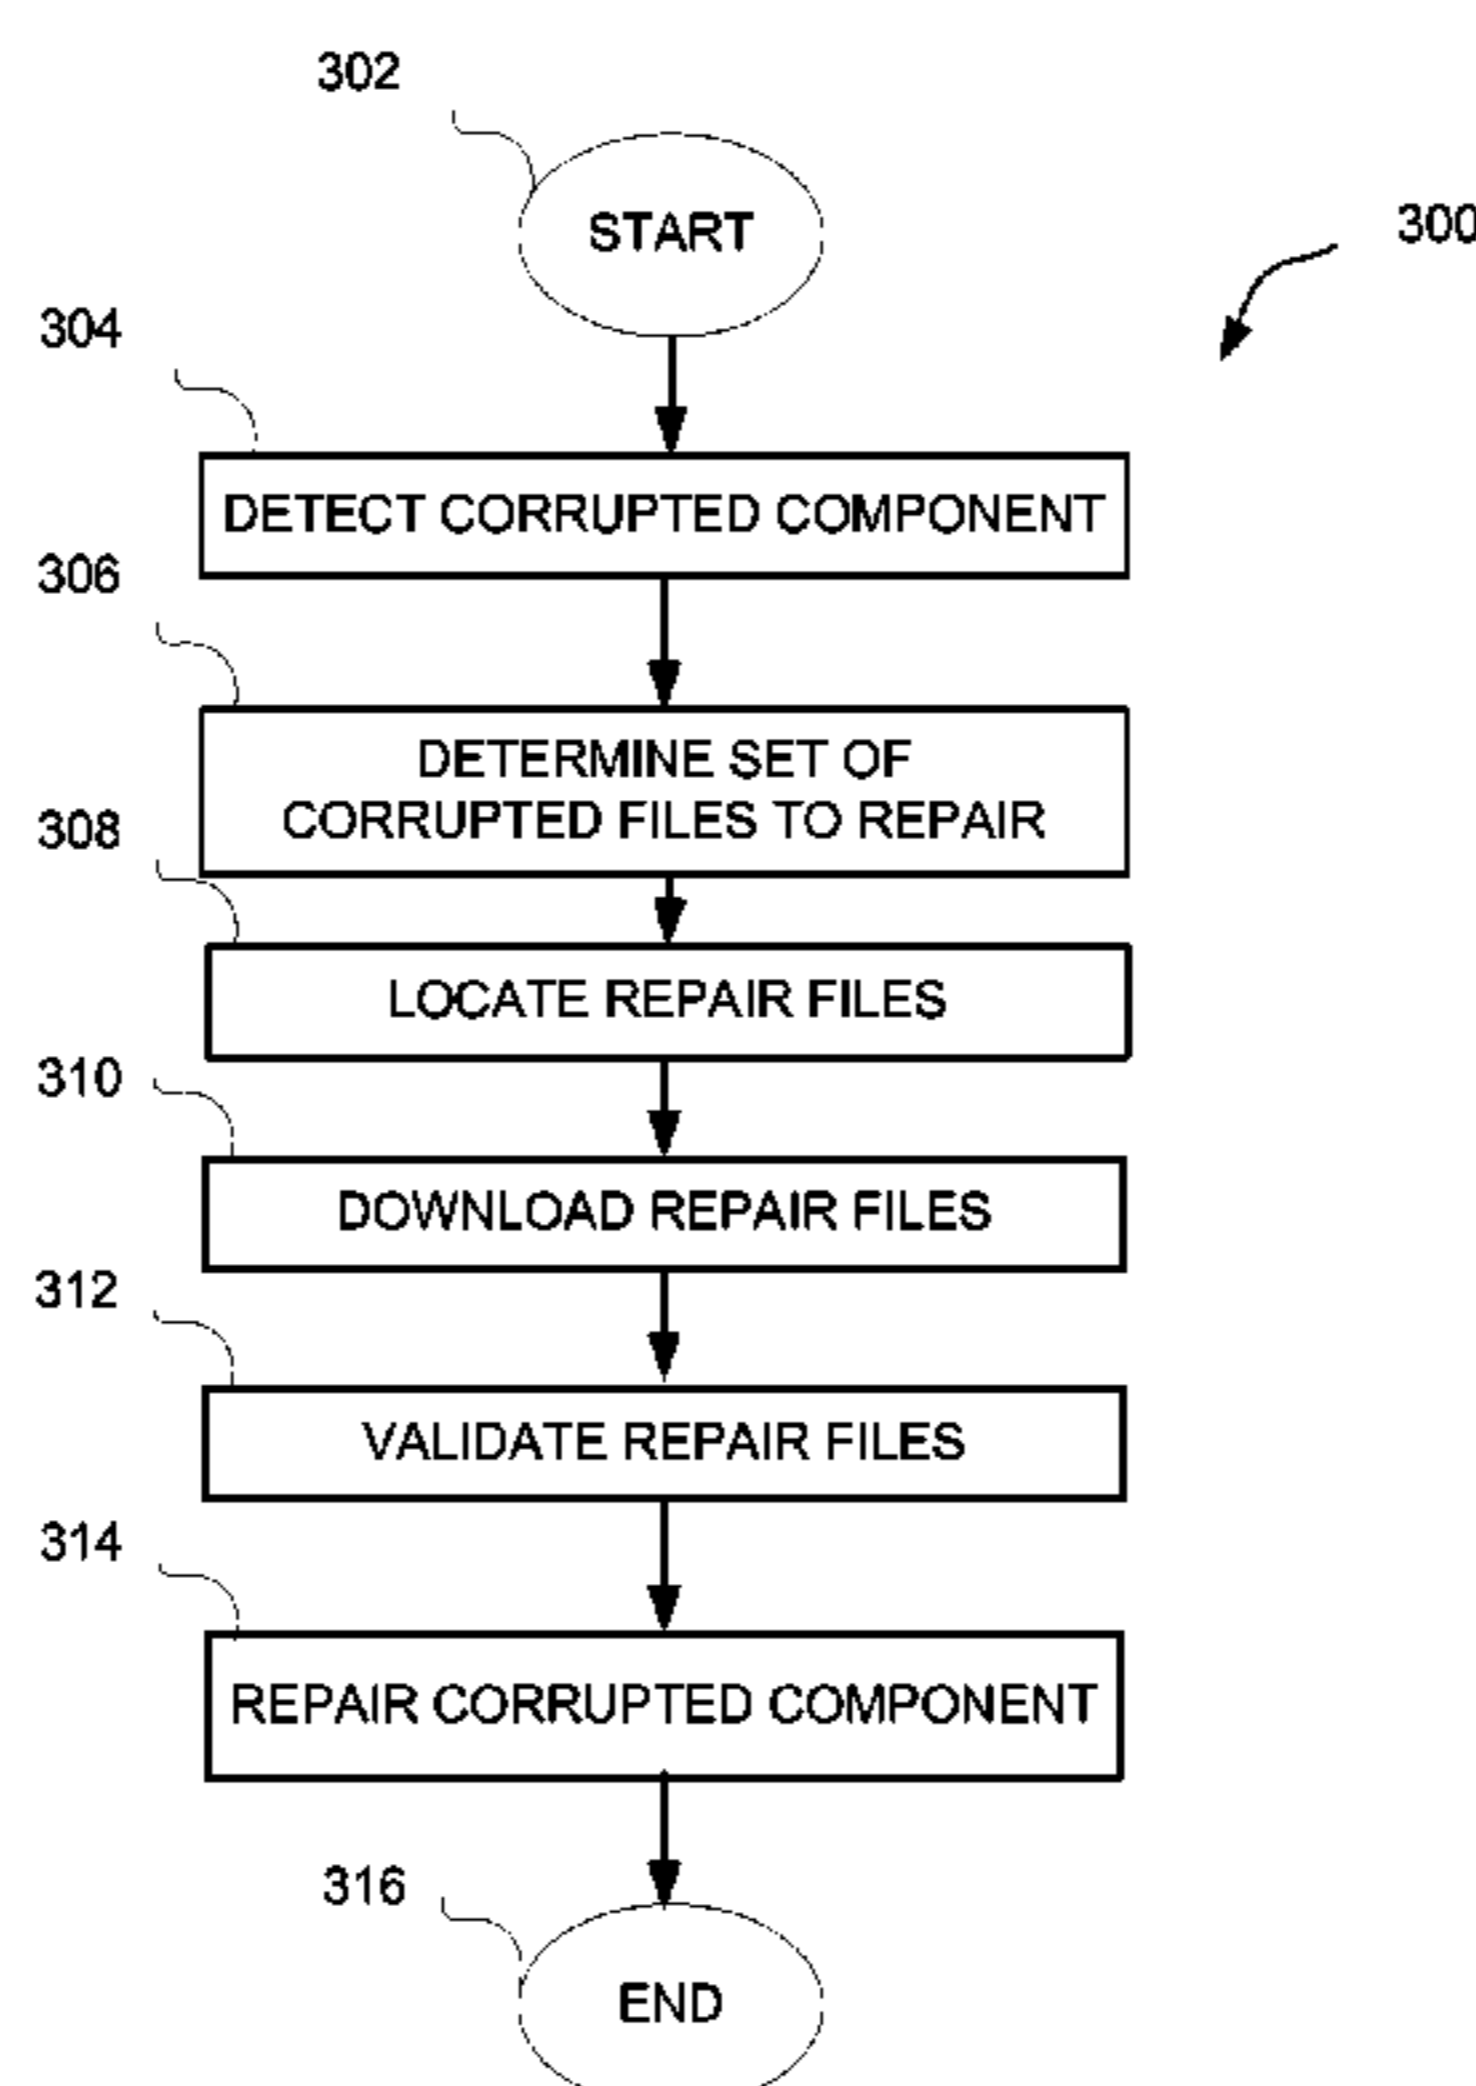 302
START
300
304
DETECT CORRUPTED COMPONENT
306
DETERMINE SET OF
CORRUPTED FILES TO REPAIR
308
LOCATE REPAIR FILES
310
DOWNLOAD REPAIR FILES
312
VALIDATE REPAIR FILES
314
REPAIR CORRUPTED COMPONENT
316
END